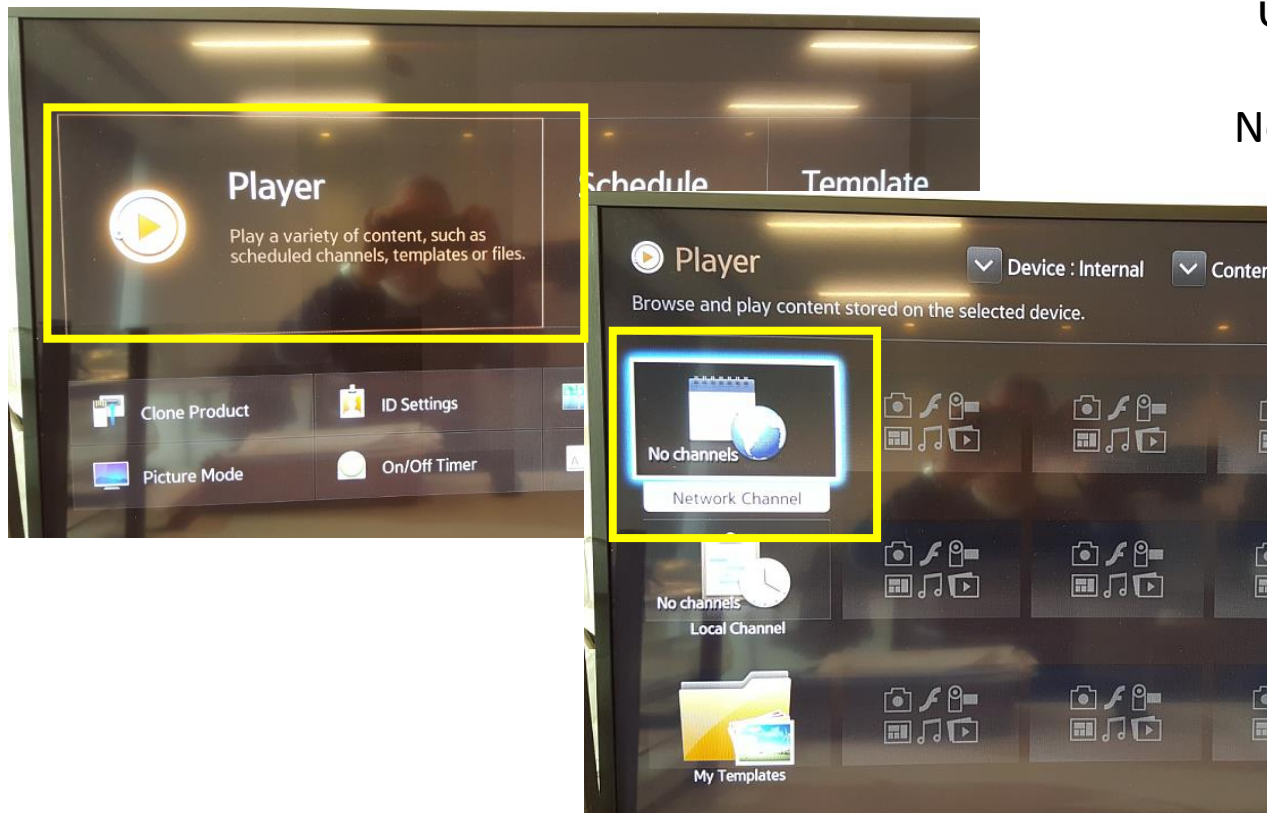 Player
Play a variety of content, such as
scheduled channels, templates or files.
Schedule
Template
Clone Product
ID Settings
Picture Mode
On/Off Timer
Player
Device : Internal
Browse and play content stored on the selected device.
No channels
Network Channel
No channels
Local Channel
My Templates